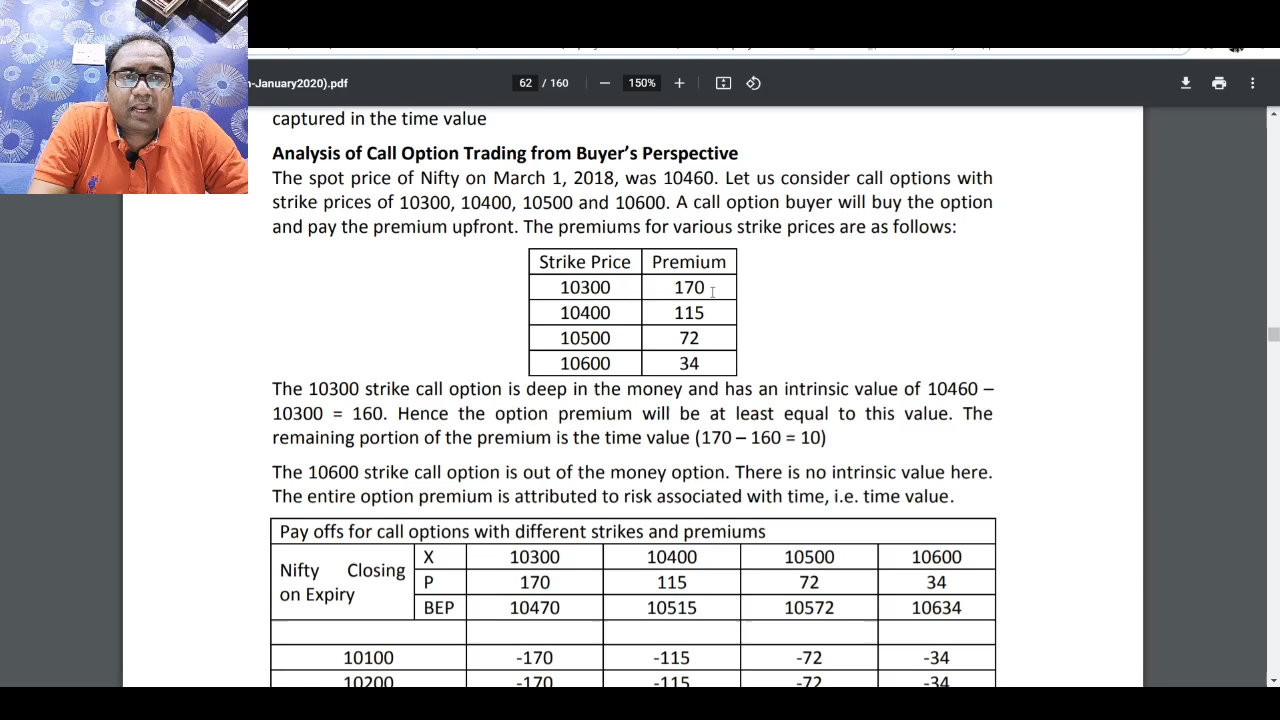 n-January2020).pdf
62 / 160
150%
captured in the time value
Analysis of Call Option Trading from Buyer’s Perspective
The spot price of Nifty on March 1, 2018, was 10460. Let us consider call options with
strike prices of 10300, 10400, 10500 and 10600. A call option buyer will buy the option
and pay the premium upfront. The premiums for various strike prices are as follows:
Strike Price Premium
10300 170
10400 115
10500 72
10600 34
The 10300 strike call option is deep in the money and has an intrinsic value of 10460 –
10300 = 160. Hence the option premium will be at least equal to this value. The
remaining portion of the premium is the time value (170 – 160 = 10)
The 10600 strike call option is out of the money option. There is no intrinsic value here.
The entire option premium is attributed to risk associated with time, i.e. time value.
Pay offs for call options with different strikes and premiums
Nifty Closing on Expiry
X 10300 10400 10500 10600
P 170 115 72 34
BEP 10470 10515 10572 10634
10100 -170 -115 -72 -34
10200 -170 -115 -72 -34